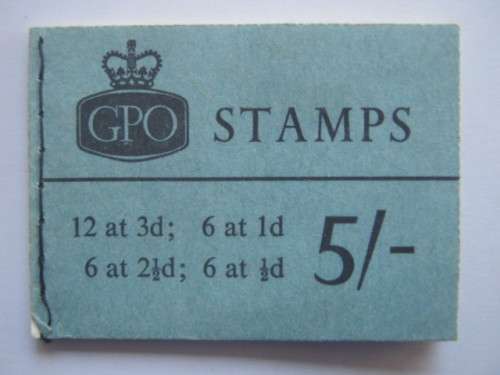 GPO STAMPS
12 at 3d; 6 at 1d
6 at 2½d; 6 at ½d
5/-